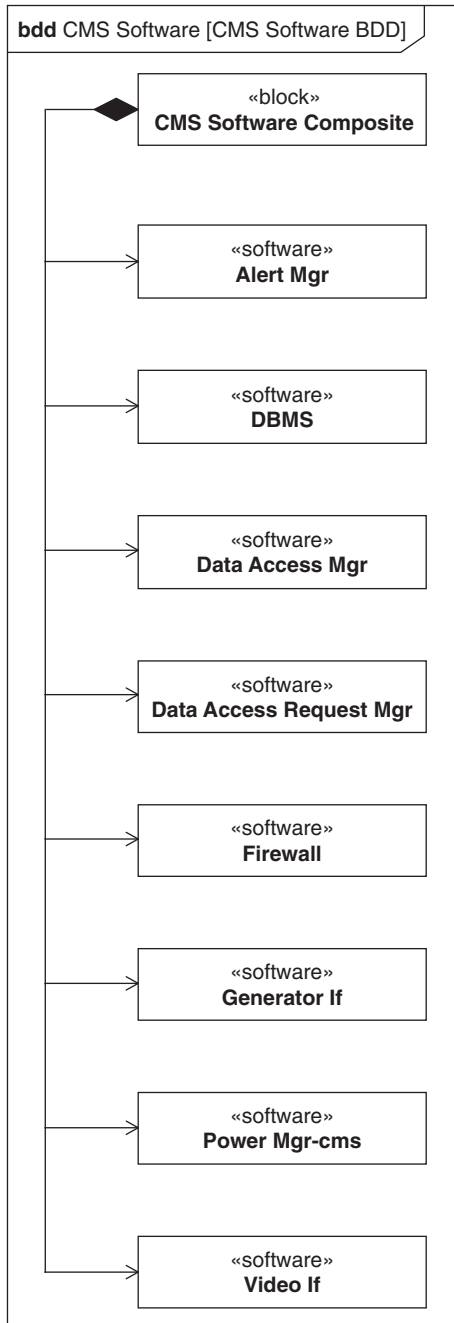 bdd CMS Software [CMS Software BDD]
«block»
CMS Software Composite
«software»
Alert Mgr
«software»
DBMS
«software»
Data Access Mgr
«software»
Data Access Request Mgr
«software»
Firewall
«software»
Generator If
«software»
Power Mgr-cms
«software»
Video If